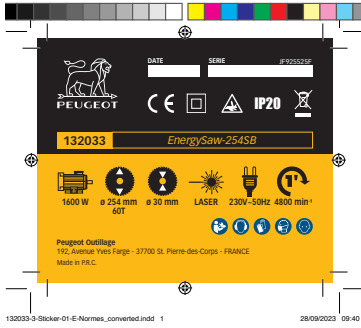 DATE
SERIE
JF925525F
PEUGEOT
CE
IP20
132033
EnergySaw-254SB
1600 W
ø 254 mm
60T
ø 30 mm
LASER
230V~50Hz
4800 min-1
1'
Peugeot Outillage
192, Avenue Yves Farge - 37700 St. Pierre-des-Corps - FRANCE
Made in P.R.C.
132033-3-Sticker-01-E-Normes_converted.indd 1
28/09/2023 09:40